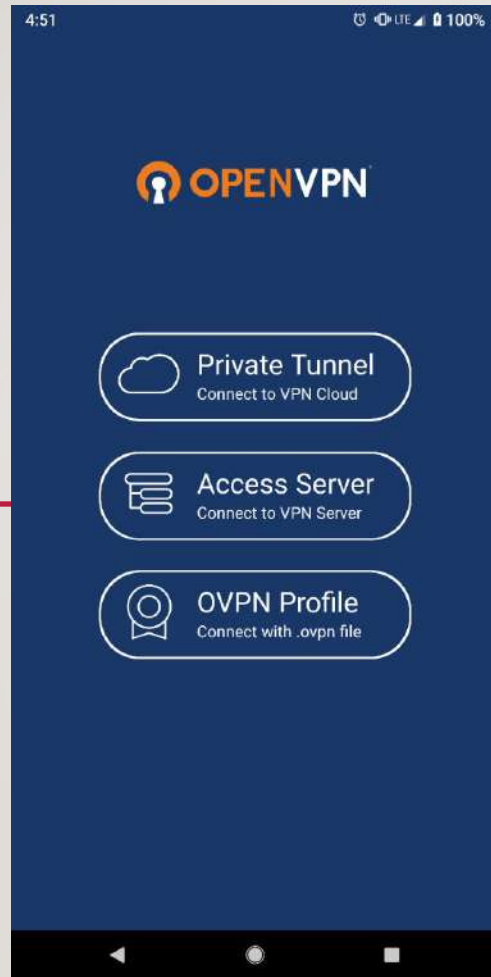 4:51
LTE 100%
OPENVPN
Private Tunnel
Connect to VPN Cloud
Access Server
Connect to VPN Server
OVPN Profile
Connect with .ovpn file